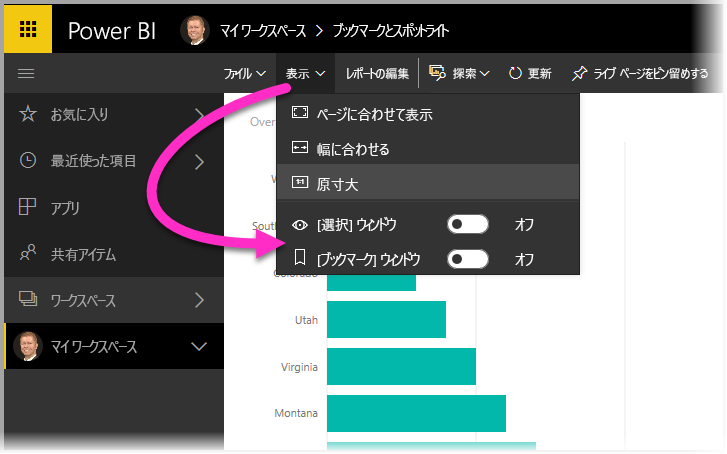 Power BI マイ ワークスペース > ブックマークとスポットライト
ファイル 表示 レポートの編集 探索 更新 ライブ ページをピン留めする
お気に入り
最近使った項目
アプリ
共有アイテム
ワークスペース
マイ ワークスペース
ページに合わせて表示
幅に合わせる
1:1 原寸大
[選択] ウィンドウ オフ
[ブックマーク] ウィンドウ オフ
Over
W
South
Colorado
Utah
Virginia
Montana